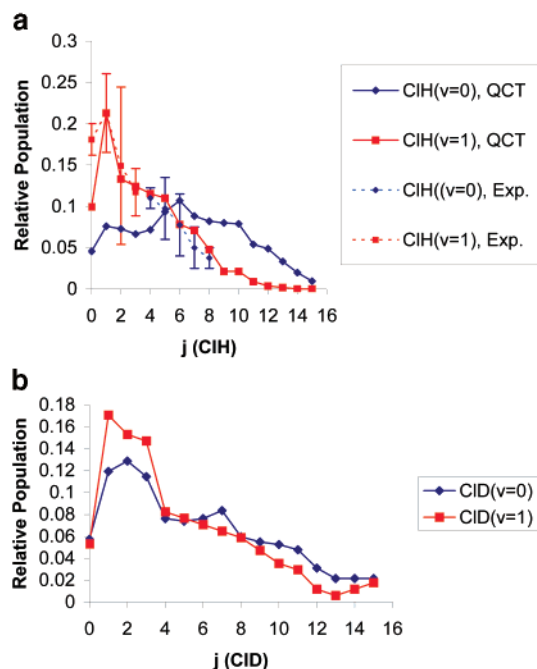 a
Relative Population
0.3
0.25
0.2
0.15
0.1
0.05
0
0 2 4 6 8 10 12 14 16
j (ClH)
ClH(v=0), QCT
ClH(v=1), QCT
ClH((v=0), Exp.
ClH(v=1), Exp.
b
Relative Population
0.18
0.16
0.14
0.12
0.1
0.08
0.06
0.04
0.02
0
0 2 4 6 8 10 12 14 16
j (ClD)
ClD(v=0)
ClD(v=1)